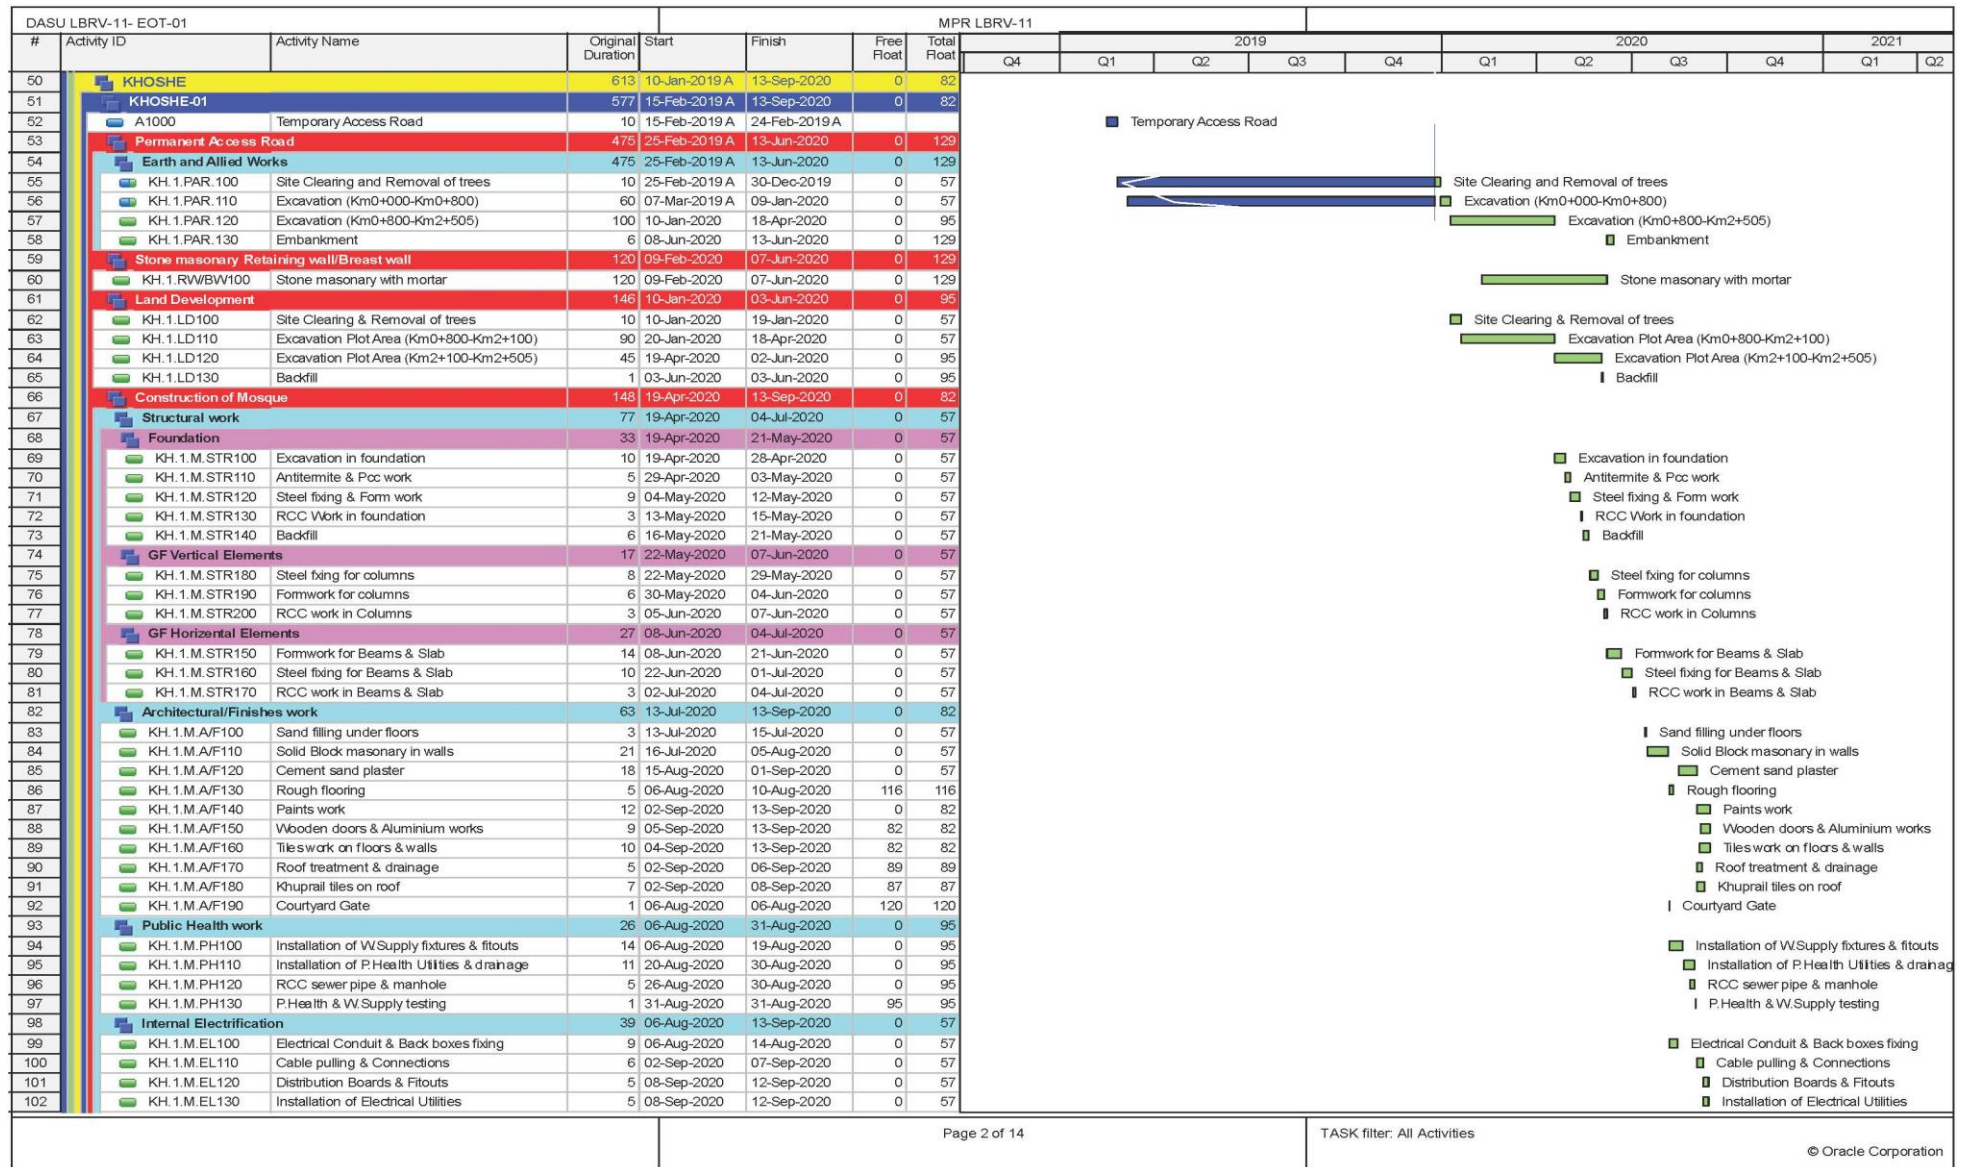 DASU LBRV-11- EOT-01 MPR LBRV-11
# Activity ID Activity Name Original Duration Start Finish Free Float Total Float 2019 2020 2021
Q4 Q1 Q2 Q3 Q4 Q1 Q2 Q3 Q4 Q1 Q2
50 KHOSHE 613 10-Jan-2019 A 13-Sep-2020 0 82
51 KHOSHE-01 577 15-Feb-2019 A 13-Sep-2020 0 82
52 A1000 Temporary Access Road 10 15-Feb-2019 A 24-Feb-2019 A Temporary Access Road
53 Permanent Access Road 475 25-Feb-2019 A 13-Jun-2020 0 129
54 Earth and Allied Works 475 25-Feb-2019 A 13-Jun-2020 0 129
55 KH.1.PAR.100 Site Clearing and Removal of trees 10 25-Feb-2019 A 30-Dec-2019 0 57 Site Clearing and Removal of trees
56 KH.1.PAR.110 Excavation (Km0+000-Km0+800) 60 07-Mar-2019 A 09-Jan-2020 0 57 Excavation (Km0+000-Km0+800)
57 KH.1.PAR.120 Excavation (Km0+800-Km2+505) 100 10-Jan-2020 18-Apr-2020 0 95 Excavation (Km0+800-Km2+505)
58 KH.1.PAR.130 Embankment 6 08-Jun-2020 13-Jun-2020 0 129 Embankment
59 Stone masonary Retaining wall/Breast wall 120 09-Feb-2020 07-Jun-2020 0 129
60 KH.1.RW/BW100 Stone masonary with mortar 120 09-Feb-2020 07-Jun-2020 0 129 Stone masonary with mortar
61 Land Development 146 10-Jan-2020 03-Jun-2020 0 95
62 KH.1.LD100 Site Clearing & Removal of trees 10 10-Jan-2020 19-Jan-2020 0 57 Site Clearing & Removal of trees
63 KH.1.LD110 Excavation Plot Area (Km0+800-Km2+100) 90 20-Jan-2020 18-Apr-2020 0 57 Excavation Plot Area (Km0+800-Km2+100)
64 KH.1.LD120 Excavation Plot Area (Km2+100-Km2+505) 45 19-Apr-2020 02-Jun-2020 0 95 Excavation Plot Area (Km2+100-Km2+505)
65 KH.1.LD130 Backfill 1 03-Jun-2020 03-Jun-2020 0 95 Backfill
66 Construction of Mosque 148 19-Apr-2020 13-Sep-2020 0 82
67 Structural work 77 19-Apr-2020 04-Jul-2020 0 57
68 Foundation 33 19-Apr-2020 21-May-2020 0 57
69 KH.1.M.STR100 Excavation in foundation 10 19-Apr-2020 28-Apr-2020 0 57 Excavation in foundation
70 KH.1.M.STR110 Antitermite & Pcc work 5 29-Apr-2020 03-May-2020 0 57 Antitermite & Pcc work
71 KH.1.M.STR120 Steel fixing & Form work 9 04-May-2020 12-May-2020 0 57 Steel fixing & Form work
72 KH.1.M.STR130 RCC Work in foundation 3 13-May-2020 15-May-2020 0 57 RCC Work in foundation
73 KH.1.M.STR140 Backfill 6 16-May-2020 21-May-2020 0 57 Backfill
74 GF Vertical Elements 17 22-May-2020 07-Jun-2020 0 57
75 KH.1.M.STR180 Steel fxing for columns 8 22-May-2020 29-May-2020 0 57 Steel fxing for columns
76 KH.1.M.STR190 Formwork for columns 6 30-May-2020 04-Jun-2020 0 57 Formwork for columns
77 KH.1.M.STR200 RCC work in Columns 3 05-Jun-2020 07-Jun-2020 0 57 RCC work in Columns
78 GF Horizental Elements 27 08-Jun-2020 04-Jul-2020 0 57
79 KH.1.M.STR150 Formwork for Beams & Slab 14 08-Jun-2020 21-Jun-2020 0 57 Formwork for Beams & Slab
80 KH.1.M.STR160 Steel fixing for Beams & Slab 10 22-Jun-2020 01-Jul-2020 0 57 Steel fixing for Beams & Slab
81 KH.1.M.STR170 RCC work in Beams & Slab 3 02-Jul-2020 04-Jul-2020 0 57 RCC work in Beams & Slab
82 Architectural/Finishes work 63 13-Jul-2020 13-Sep-2020 0 82
83 KH.1.M.A/F100 Sand filling under floors 3 13-Jul-2020 15-Jul-2020 0 57 Sand filling under floors
84 KH.1.M.A/F110 Solid Block masonary in walls 21 16-Jul-2020 05-Aug-2020 0 57 Solid Block masonary in walls
85 KH.1.M.A/F120 Cement sand plaster 18 15-Aug-2020 01-Sep-2020 0 57 Cement sand plaster
86 KH.1.M.A/F130 Rough flooring 5 06-Aug-2020 10-Aug-2020 116 116 Rough flooring
87 KH.1.M.A/F140 Paints work 12 02-Sep-2020 13-Sep-2020 0 82 Paints work
88 KH.1.M.A/F150 Wooden doors & Aluminium works 9 05-Sep-2020 13-Sep-2020 82 82 Wooden doors & Aluminium works
89 KH.1.M.A/F160 Tiles work on floors & walls 10 04-Sep-2020 13-Sep-2020 82 82 Tiles work on floors & walls
90 KH.1.M.A/F170 Roof treatment & drainage 5 02-Sep-2020 06-Sep-2020 89 89 Roof treatment & drainage
91 KH.1.M.A/F180 Khuprail tiles on roof 7 02-Sep-2020 08-Sep-2020 87 87 Khuprail tiles on roof
92 KH.1.M.A/F190 Courtyard Gate 1 06-Aug-2020 06-Aug-2020 120 120 Courtyard Gate
93 Public Health work 26 06-Aug-2020 31-Aug-2020 0 95
94 KH.1.M.PH100 Installation of W.Supply fixtures & fitouts 14 06-Aug-2020 19-Aug-2020 0 95 Installation of W.Supply fixtures & fitouts
95 KH.1.M.PH110 Installation of P.Health Utilities & drainage 11 20-Aug-2020 30-Aug-2020 0 95 Installation of P.Health Utilities & drainag
96 KH.1.M.PH120 RCC sewer pipe & manhole 5 26-Aug-2020 30-Aug-2020 0 95 RCC sewer pipe & manhole
97 KH.1.M.PH130 P.Health & W.Supply testing 1 31-Aug-2020 31-Aug-2020 95 95 P.Health & W.Supply testing
98 Internal Electrification 39 06-Aug-2020 13-Sep-2020 0 57
99 KH.1.M.EL100 Electrical Conduit & Back boxes fixing 9 06-Aug-2020 14-Aug-2020 0 57 Electrical Conduit & Back boxes fixing
100 KH.1.M.EL110 Cable pulling & Connections 6 02-Sep-2020 07-Sep-2020 0 57 Cable pulling & Connections
101 KH.1.M.EL120 Distribution Boards & Fitouts 5 08-Sep-2020 12-Sep-2020 0 57 Distribution Boards & Fitouts
102 KH.1.M.EL130 Installation of Electrical Utilities 5 08-Sep-2020 12-Sep-2020 0 57 Installation of Electrical Utilities
Page 2 of 14 TASK filter: All Activities
© Oracle Corporation